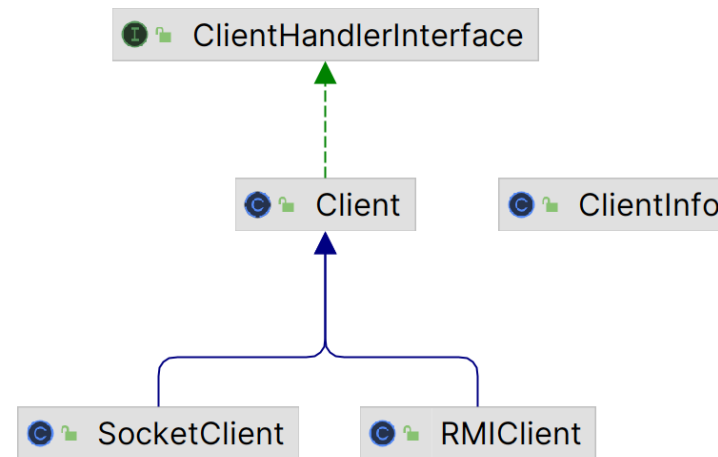 I ClientHandlerInterface
C Client
C ClientInfo
C SocketClient
C RMIClient